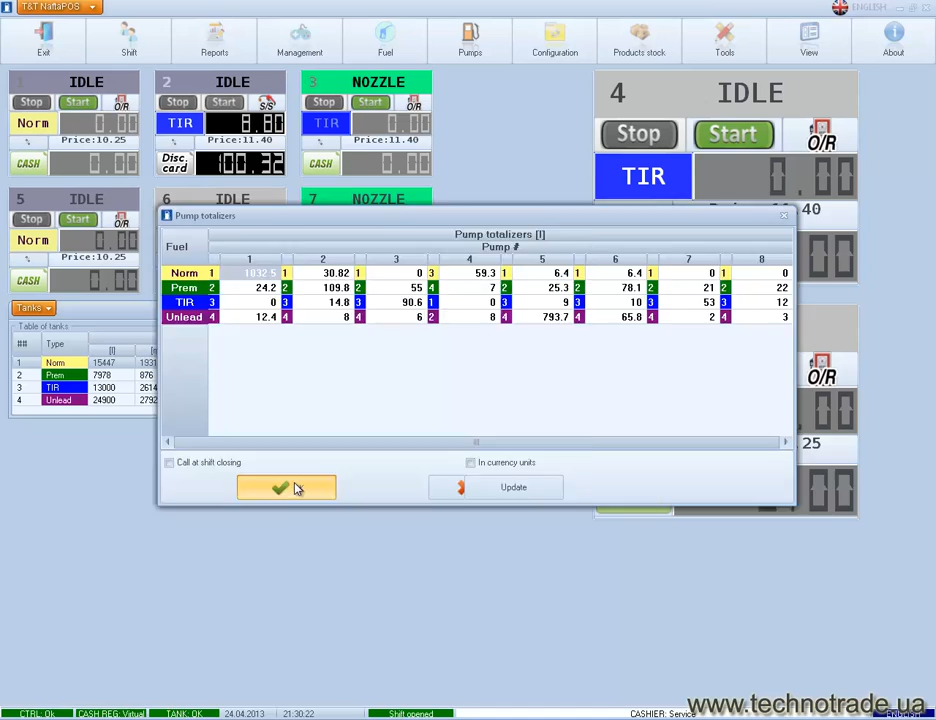 T&T NaftaPOS
ENGLISH
Exit
Shift
Reports
Management
Fuel
Pumps
Configuration
Products stock
Tools
View
About
1 IDLE
Stop Start O/R
Norm 0.00
Price:10.25
CASH 0.00
2 IDLE
Stop Start S/S
TIR 8.80
Price:11.40
Disc. card 100.32
3 NOZZLE
Stop Start O/R
TIR 0.00
Price:11.40
CASH 0.00
4 IDLE
Stop Start O/R
TIR 0.00
40
5 IDLE
Stop Start O/R
Norm 0.00
Price:10.25
CASH 0.00
6 IDLE
7 NOZZLE
O/R
25
Tanks
Table of tanks
## Type [l]
1 Norm 15447 1931
2 Prem 7978 876
3 TIR 13000 2614
4 Unlead 24900 2792
Pump totalizers
Pump totalizers [l]
Fuel Pump #
1 2 3 4 5 6 7 8
Norm 1 1032.5 1 30.82 1 0 3 59.3 1 6.4 1 6.4 1 0 1 0
Prem 2 24.2 2 109.8 2 55 4 7 2 25.3 2 78.1 2 21 2 22
TIR 3 0 3 14.8 3 90.6 1 0 3 9 3 10 3 53 3 12
Unlead 4 12.4 4 8 4 6 2 8 4 793.7 4 65.8 4 2 4 3
Call at shift closing
In currency units
Update
CTRL: Ok CASH REG: Virtual TANK: OK 24.04.2013 21:30:22 Shift opened CASHIER: Service ENGLISH
www.technotrade.ua